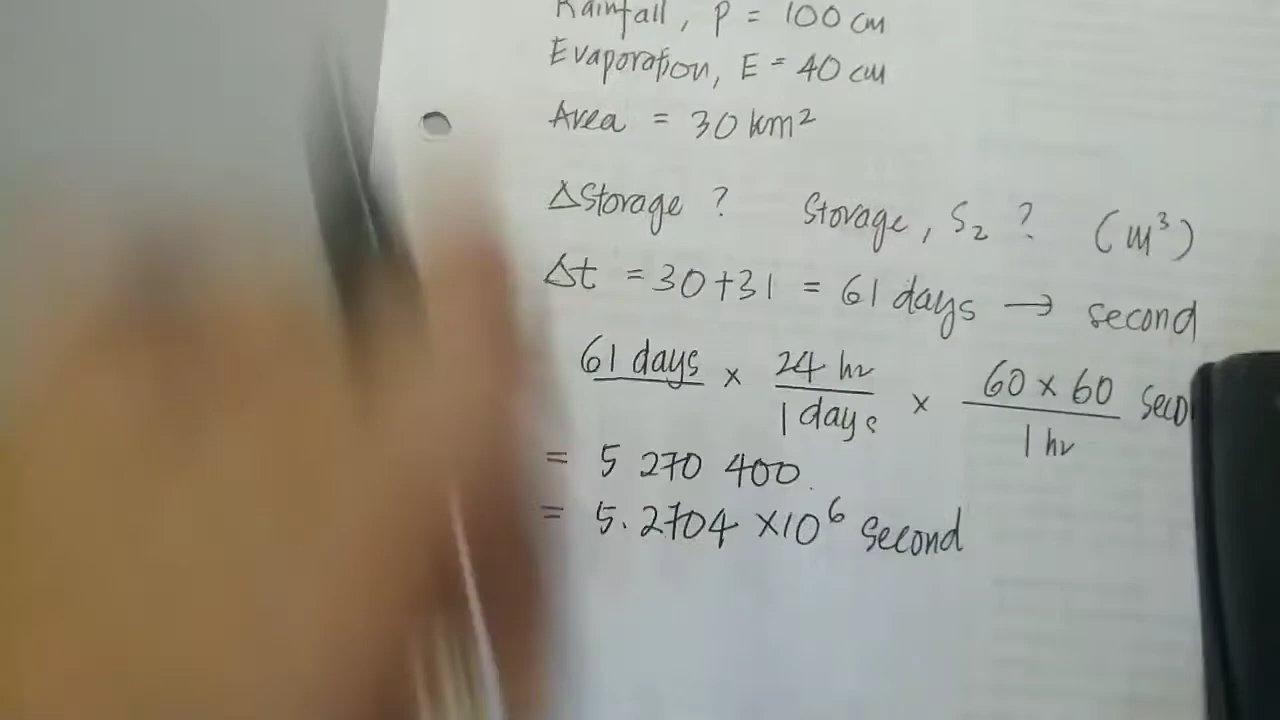 Rainfall, P = 100 cm
Evaporation, E = 40 cm
Area = 30 km²
ΔStorage ? Storage, S₂ ? (m³)
Δt = 30+31 = 61 days → second
61 days × 24 hr / 1 days × 60 × 60 seco / 1 hr
= 5 270 400.
= 5.2704 ×10⁶ second